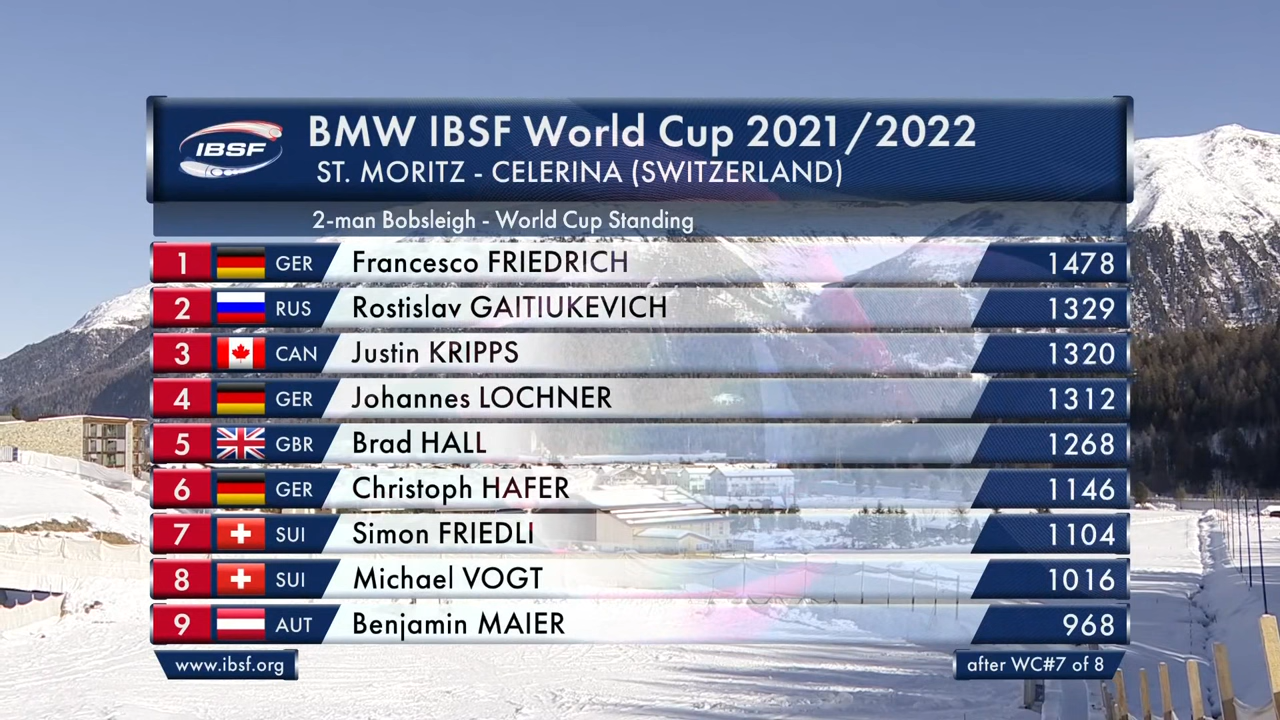 IBSF
BMW IBSF World Cup 2021/2022
ST. MORITZ - CELERINA (SWITZERLAND)
2-man Bobsleigh - World Cup Standing
1 GER Francesco FRIEDRICH 1478
2 RUS Rostislav GAITIUKEVICH 1329
3 CAN Justin KRIPPS 1320
4 GER Johannes LOCHNER 1312
5 GBR Brad HALL 1268
6 GER Christoph HAFER 1146
7 SUI Simon FRIEDLI 1104
8 SUI Michael VOGT 1016
9 AUT Benjamin MAIER 968
www.ibsf.org after WC#7 of 8